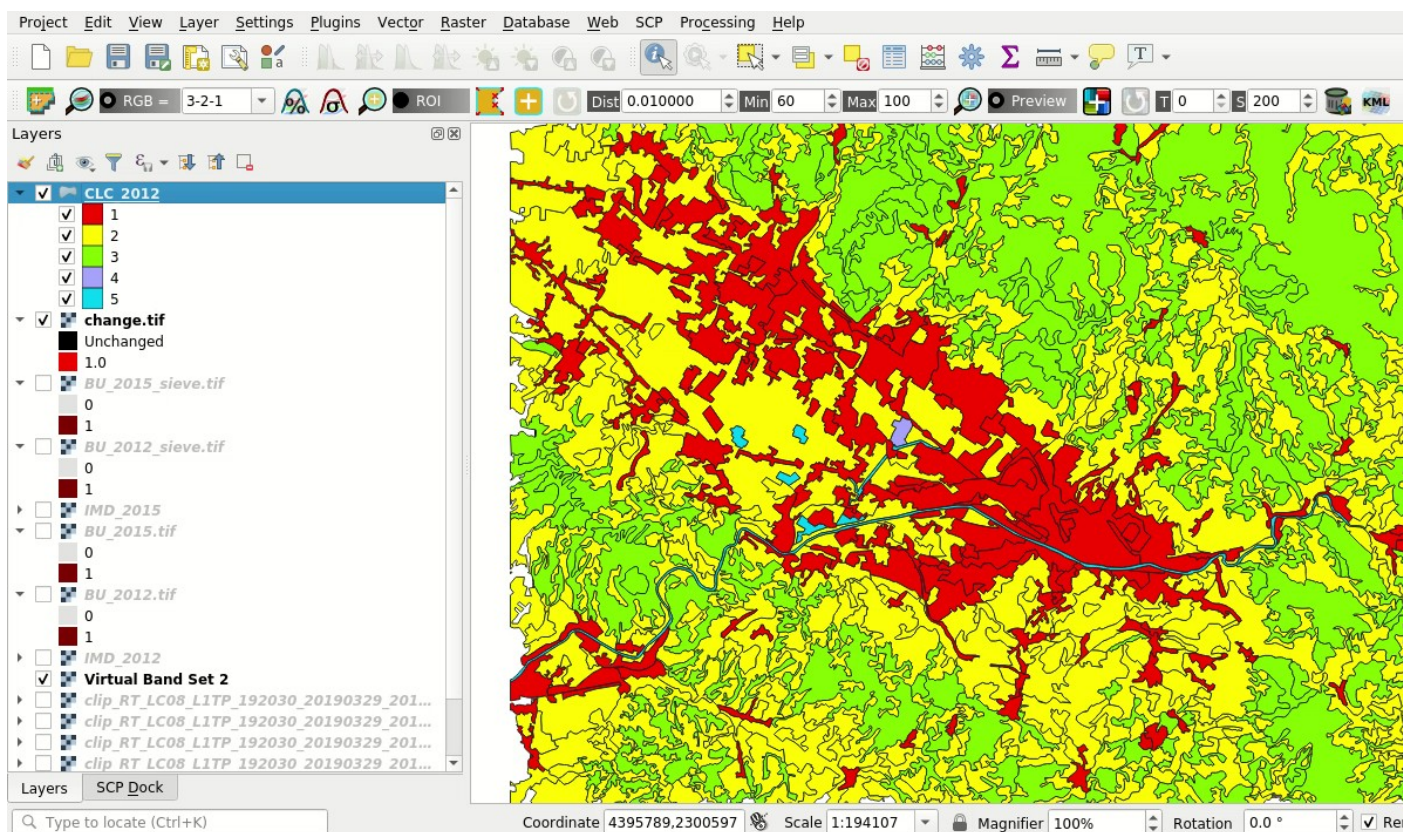 Project Edit View Layer Settings Plugins Vector Raster Database Web SCP Processing Help
a Σ T
RGB = 3-2-1 ROI Dist 0.010000 Min 60 Max 100 Preview T 0 S 200 KML
Layers
CLC_2012
1
2
3
4
5
change.tif
Unchanged
1.0
BU_2015_sieve.tif
0
1
BU_2012_sieve.tif
0
1
IMD_2015
BU_2015.tif
0
1
BU_2012.tif
0
1
IMD_2012
Virtual Band Set 2
clip_RT_LC08_L1TP_192030_20190329_201...
clip_RT_LC08_L1TP_192030_20190329_201...
clip_RT_LC08_L1TP_192030_20190329_201...
clip_RT_LC08_L1TP_192030_20190329_201...
Layers SCP Dock
Type to locate (Ctrl+K) Coordinate 4395789,2300597 Scale 1:194107 Magnifier 100% Rotation 0.0 ° Re